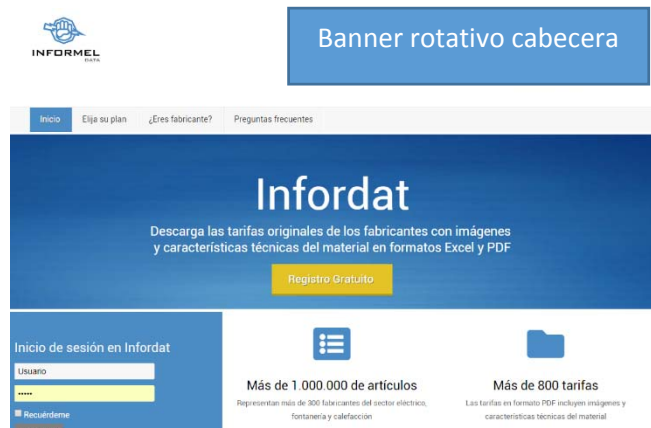 INFORMEL
DATA
Banner rotativo cabecera
Inicio
Elija su plan
¿Eres fabricante?
Preguntas frecuentes
Infordat
Descarga las tarifas originales de los fabricantes con imágenes
y características técnicas del material en formatos Excel y PDF
Registro Gratuito
Inicio de sesión en Infordat
Usuario
•••••
Recuérdeme
Más de 1.000.000 de artículos
Representan más de 300 fabricantes del sector eléctrico,
fontanería y calefacción
Más de 800 tarifas
Las tarifas en formato PDF incluyen imágenes y
características técnicas del material